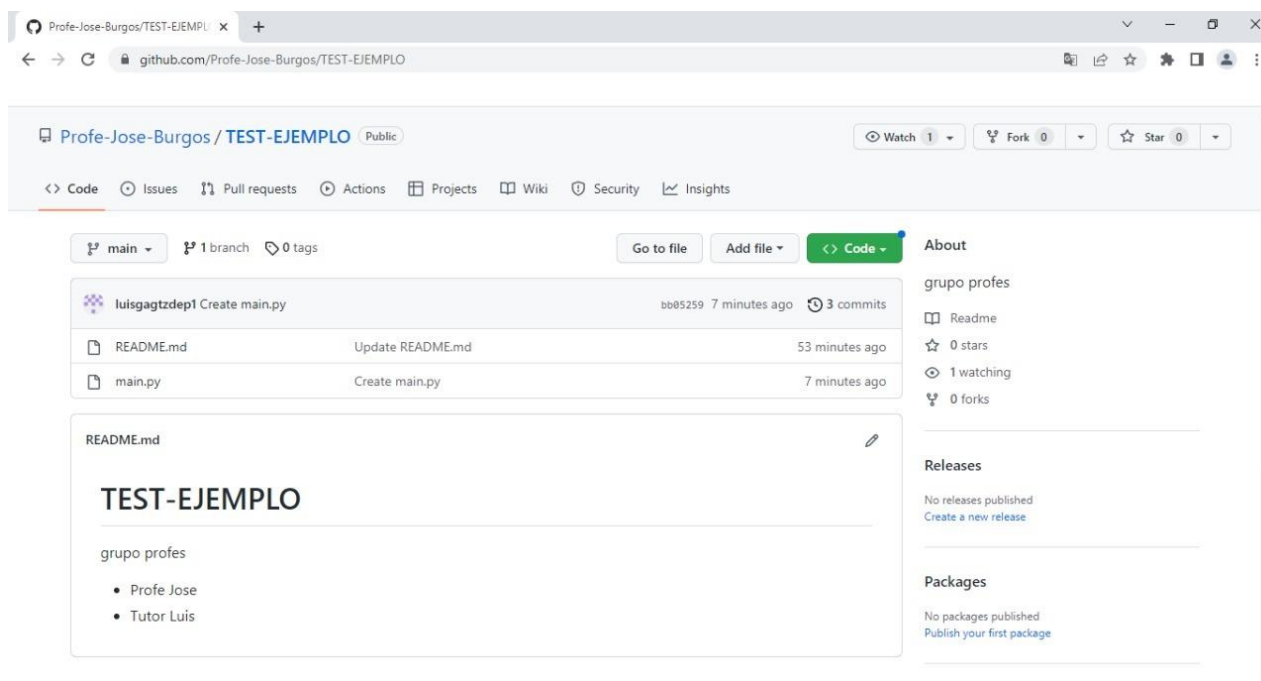 Profe-Jose-Burgos/TEST-EJEMPL
github.com/Profe-Jose-Burgos/TEST-EJEMPLO
Profe-Jose-Burgos / TEST-EJEMPLO Public
Watch 1 Fork 0 Star 0
<> Code Issues Pull requests Actions Projects Wiki Security Insights
main 1 branch 0 tags Go to file Add file <> Code
luisgagtzdep1 Create main.py bb05259 7 minutes ago 3 commits
README.md Update README.md 53 minutes ago
main.py Create main.py 7 minutes ago
README.md
TEST-EJEMPLO
grupo profes
• Profe Jose
• Tutor Luis
About
grupo profes
Readme
0 stars
1 watching
0 forks
Releases
No releases published
Create a new release
Packages
No packages published
Publish your first package